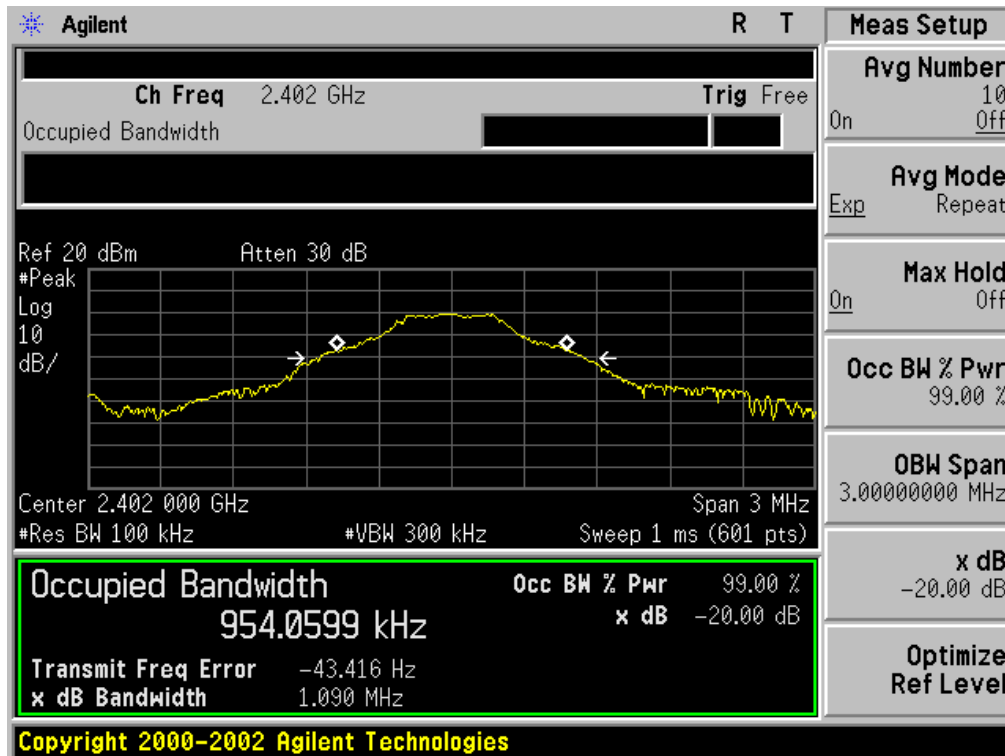 Agilent
R T
Ch Freq 2.402 GHz
Trig Free
Occupied Bandwidth
Ref 20 dBm
Atten 30 dB
#Peak
Log
10
dB/
Center 2.402 000 GHz
Span 3 MHz
#Res BW 100 kHz
#VBW 300 kHz
Sweep 1 ms (601 pts)
Occupied Bandwidth
954.0599 kHz
Occ BW % Pwr 99.00 %
x dB -20.00 dB
Transmit Freq Error -43.416 Hz
x dB Bandwidth 1.090 MHz
Copyright 2000-2002 Agilent Technologies
Meas Setup
Avg Number
10
On Off
Avg Mode
Exp Repeat
Max Hold
On Off
Occ BW % Pwr
99.00 %
OBW Span
3.00000000 MHz
x dB
-20.00 dB
Optimize
Ref Level